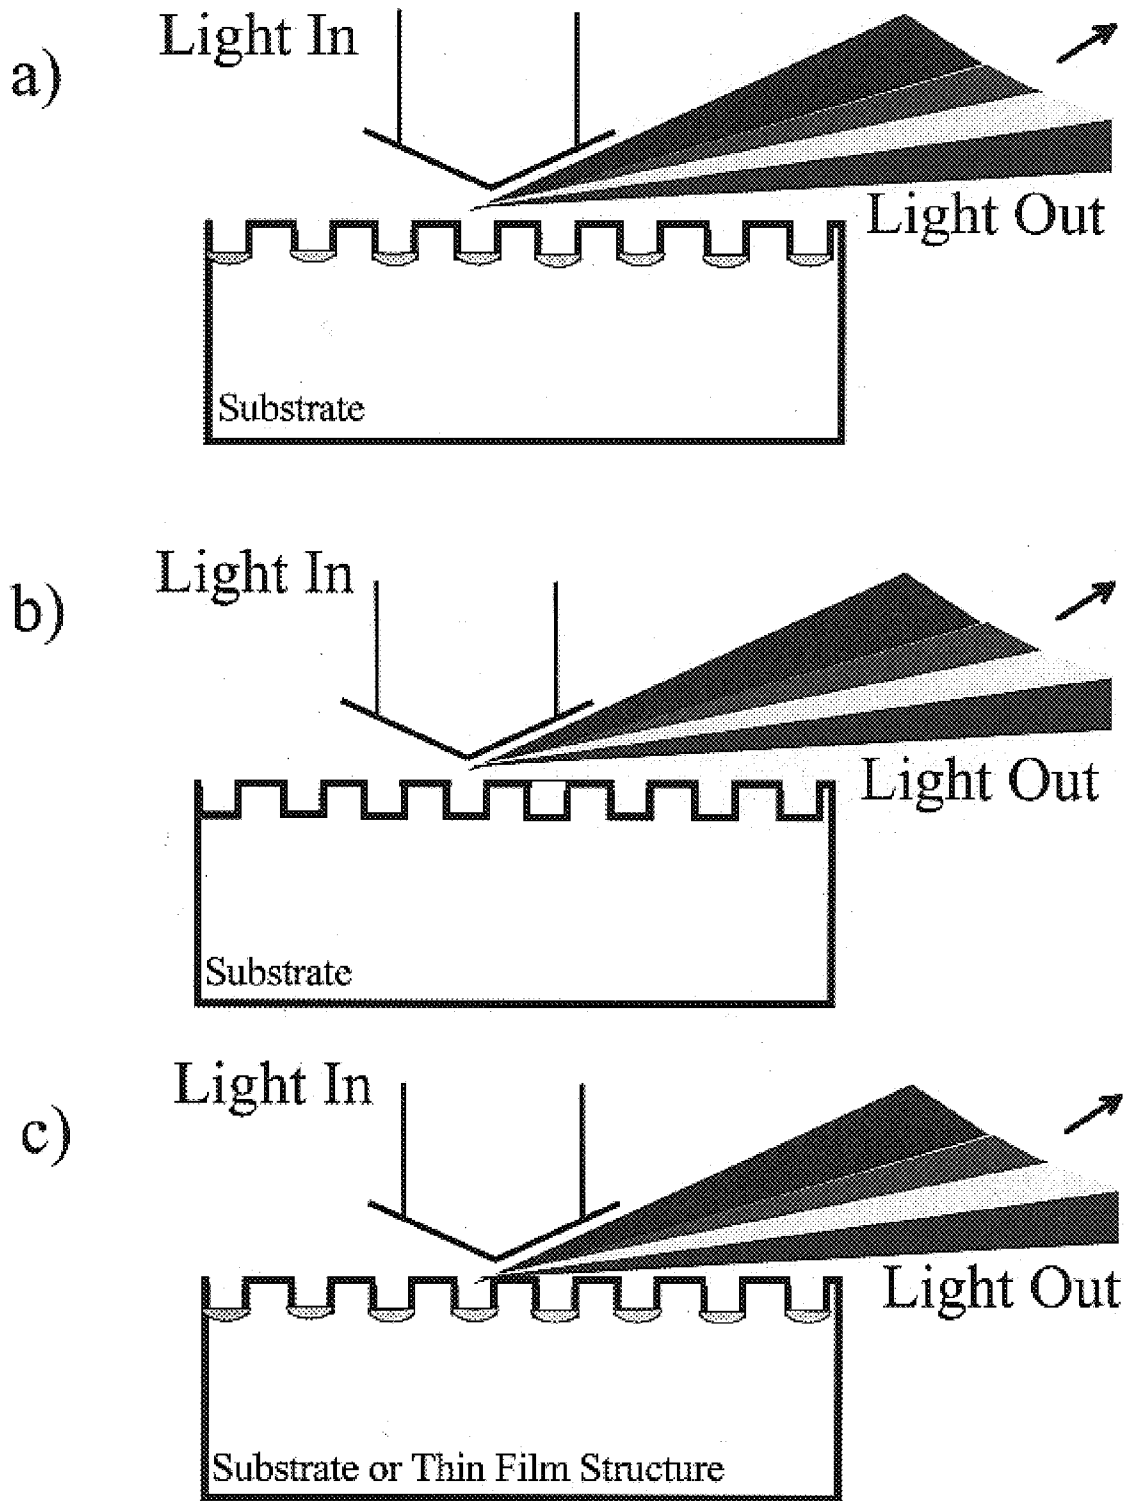 a)
Light In
Light Out
Substrate
b)
Light In
Light Out
Substrate
c)
Light In
Light Out
Substrate or Thin Film Structure